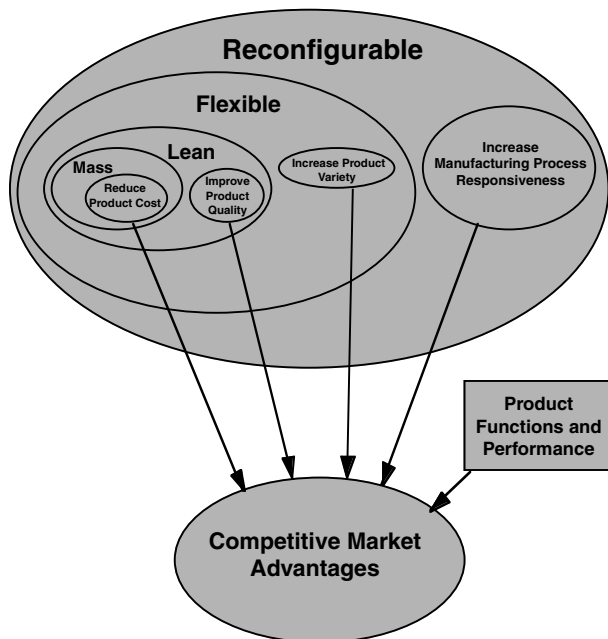 Reconfigurable
Flexible
Lean
Mass
Reduce
Product Cost
Improve
Product
Quality
Increase Product
Variety
Increase
Manufacturing Process
Responsiveness
Product
Functions and
Performance
Competitive Market
Advantages